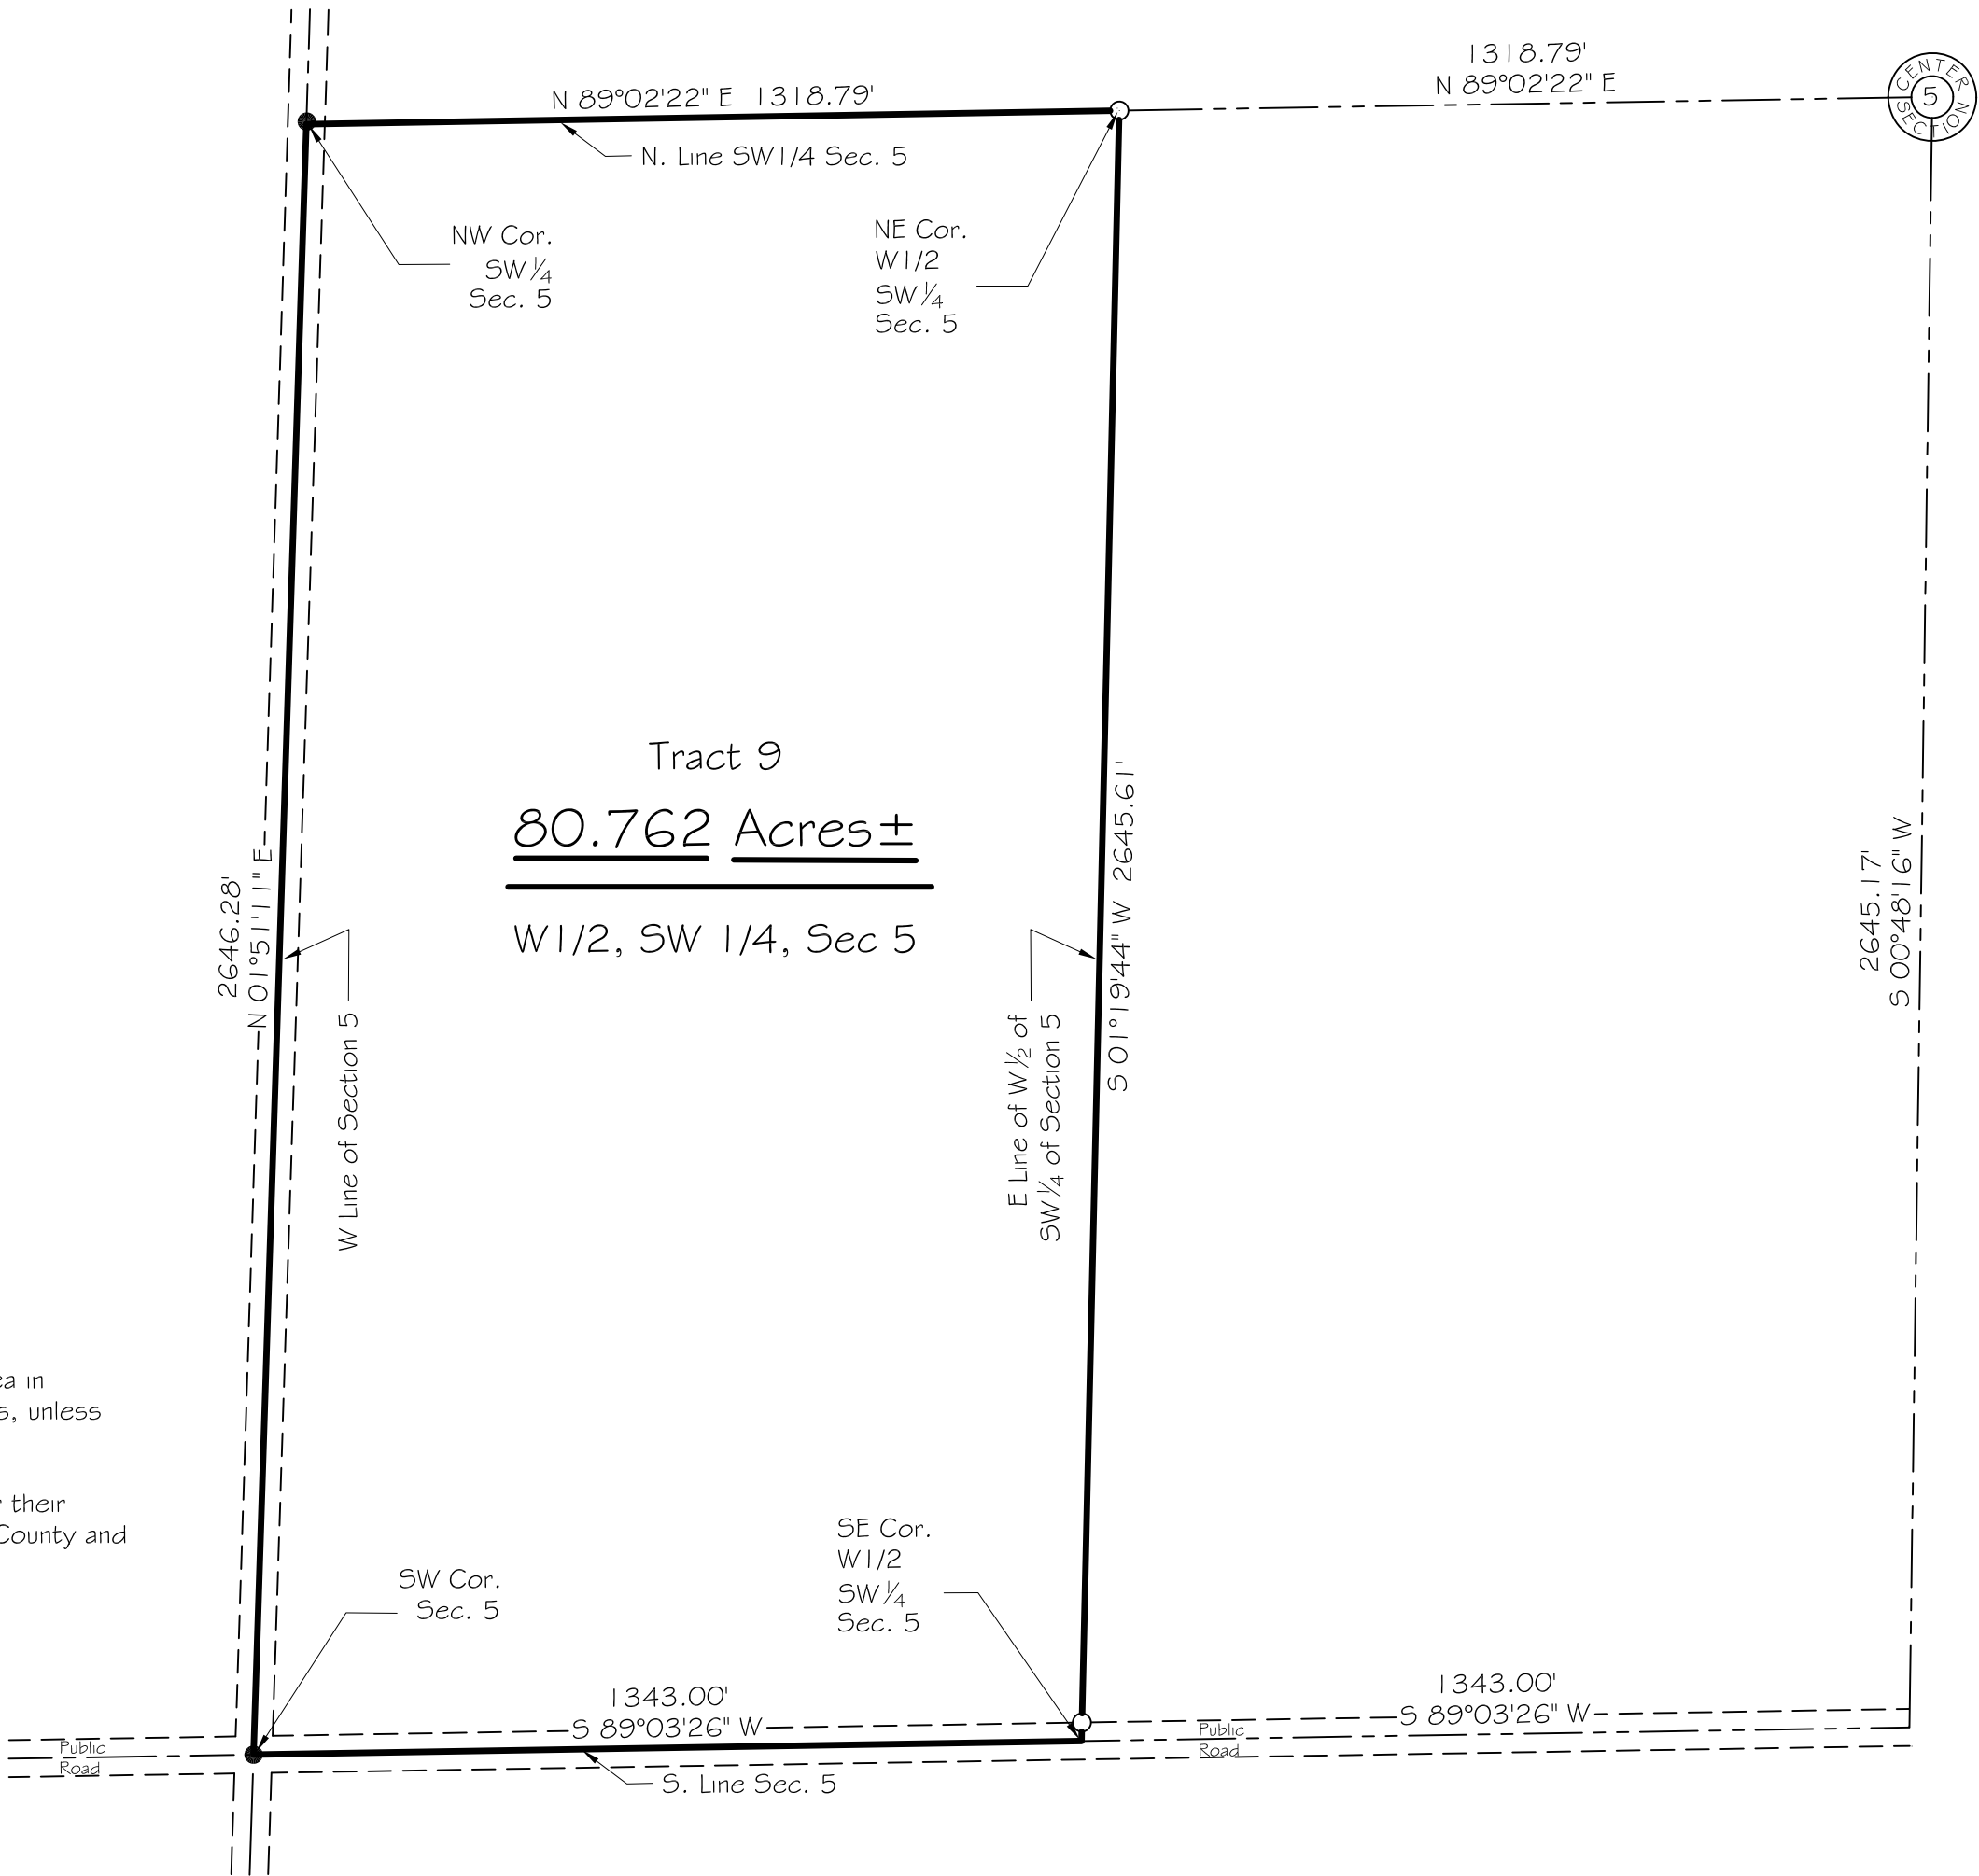 1318.79'
N 89°02'22" E
N 89°02'22" E 1318.79'
CENTER
5
SECTION
N. Line SW1/4 Sec. 5
NW Cor.
SW¼
Sec. 5
NE Cor.
W1/2
SW¼
Sec. 5
Tract 9
80.762 Acres±
W1/2, SW 1/4, Sec 5
2646.28'
N 01°51'11" E
W Line of Section 5
E Line of W½ of
SW¼ of Section 5
S 01°19'44" W 2645.61'
2645.17'
S 00°48'16" W
ea in
s, unless
their
County and
SW Cor.
Sec. 5
SE Cor.
W1/2
SW¼
Sec. 5
1343.00'
S 89°03'26" W
1343.00'
S 89°03'26" W
Public
Road
Public
Road
S. Line Sec. 5